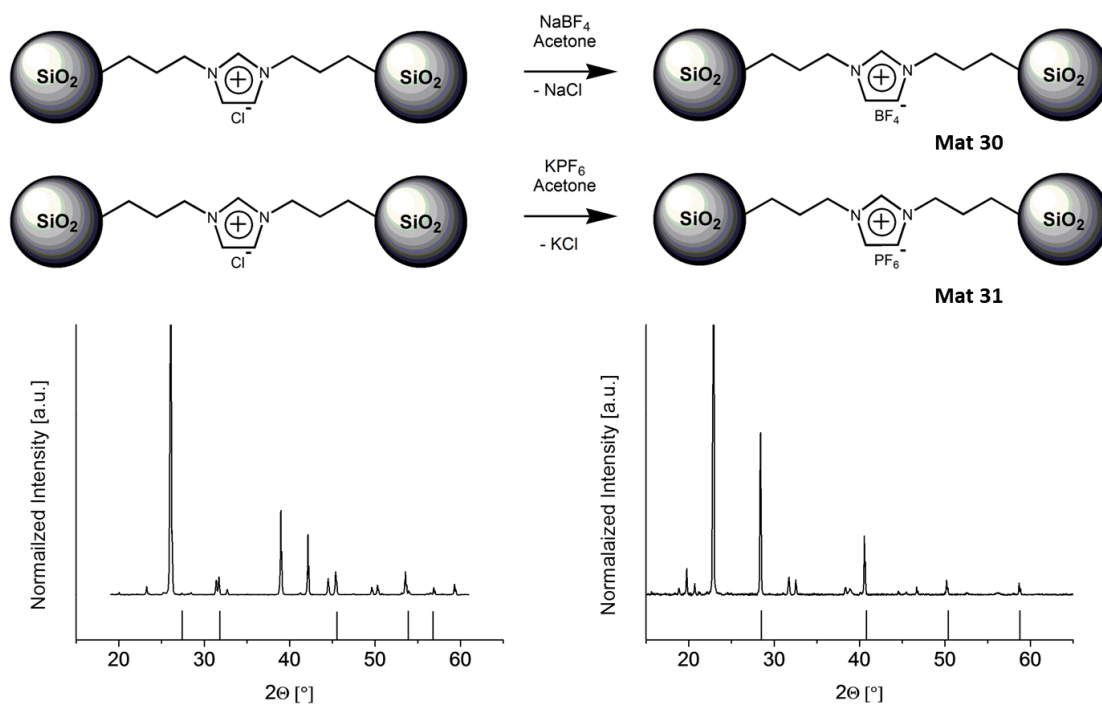 NaBF4
Acetone
- NaCl
SiO2
N
N
+
Cl-
SiO2
SiO2
N
N
+
BF4-
SiO2
Mat 30
KPF6
Acetone
- KCl
SiO2
N
N
+
Cl-
SiO2
SiO2
N
N
+
PF6-
SiO2
Mat 31
Normailzed Intensity [a.u.]
20 30 40 50 60
2Θ [°]
Normalaized Intensity [a.u.]
20 30 40 50 60
2Θ [°]